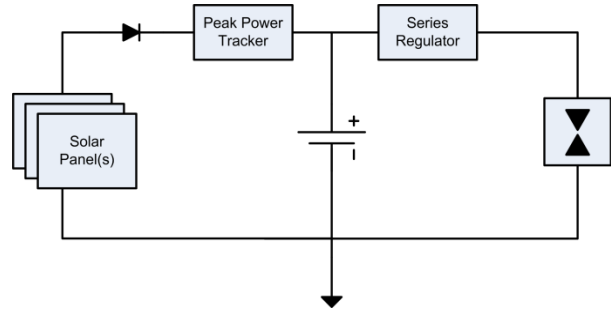 Peak Power
Tracker
Series
Regulator
+
Solar
Panel(s)